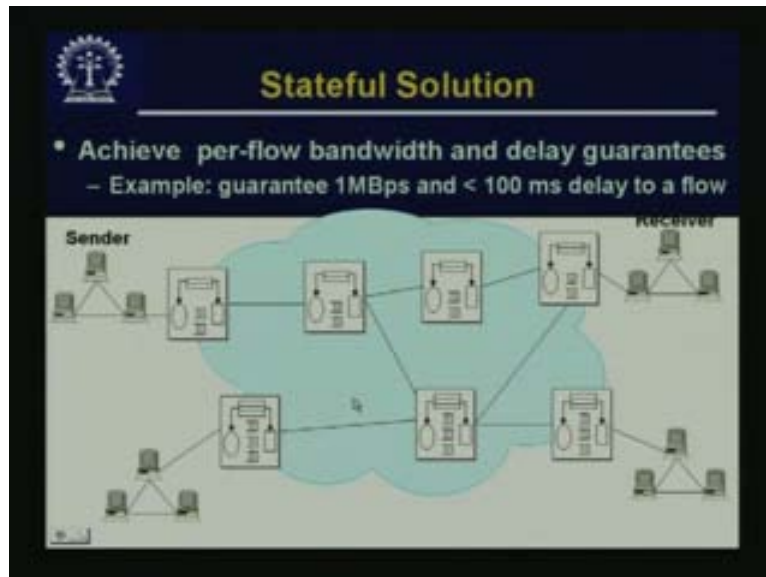 Stateful Solution
• Achieve per-flow bandwidth and delay guarantees
– Example: guarantee 1MBps and < 100 ms delay to a flow
Sender
Receiver